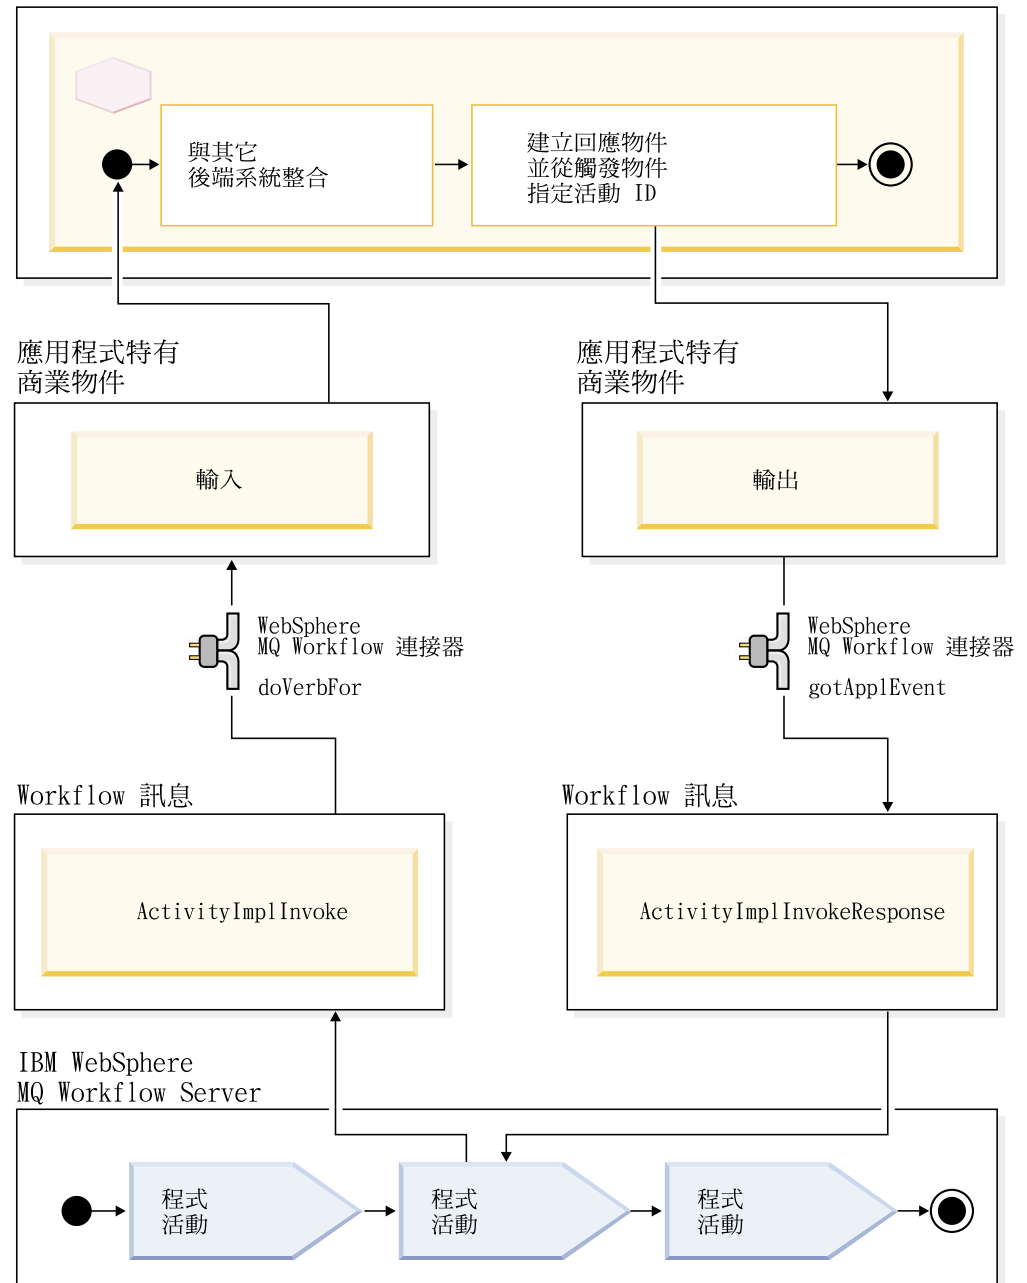 與其它
後端系統整合
建立回應物件
並從觸發物件
指定活動 ID
應用程式特有
商業物件
應用程式特有
商業物件
輸入
輸出
WebSphere
MQ Workflow 連接器
doVerbFor
WebSphere
MQ Workflow 連接器
gotApplEvent
Workflow 訊息
Workflow 訊息
ActivityImplInvoke
ActivityImplInvokeResponse
IBM WebSphere
MQ Workflow Server
程式
活動
程式
活動
程式
活動